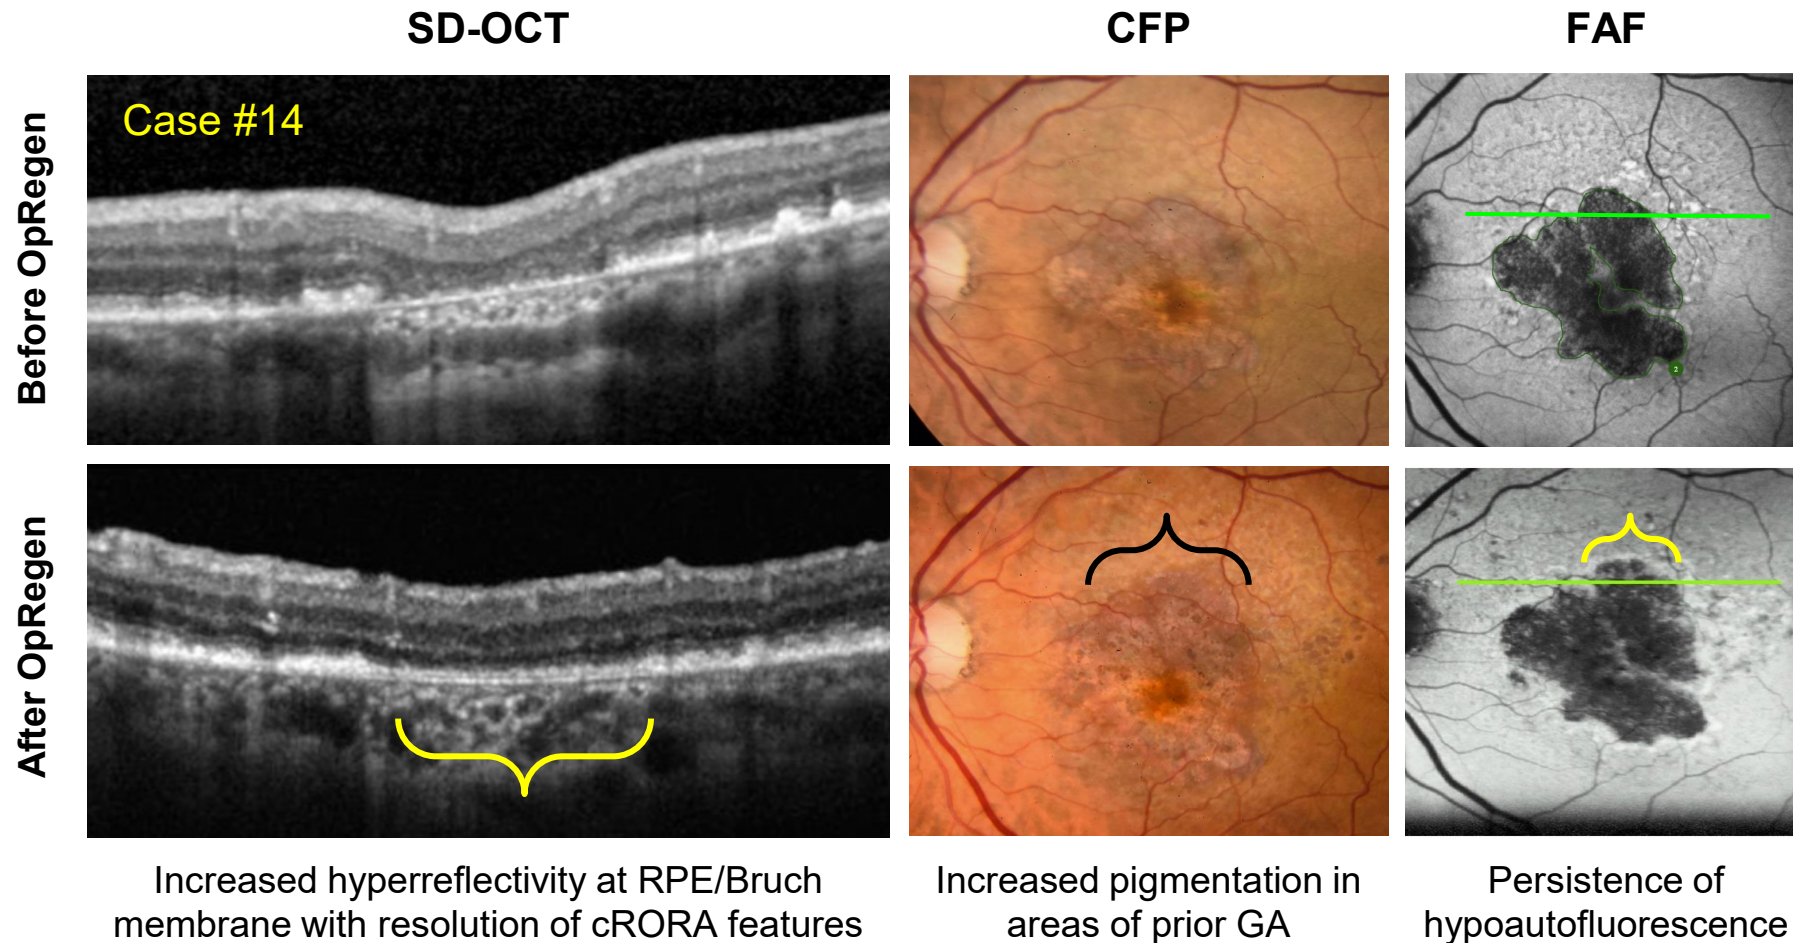 SD-OCT
CFP
FAF
Before OpRegen
Case #14
2
After OpRegen
Increased hyperreflectivity at RPE/Bruch
membrane with resolution of cRORA features
Increased pigmentation in
areas of prior GA
Persistence of
hypoautofluorescence